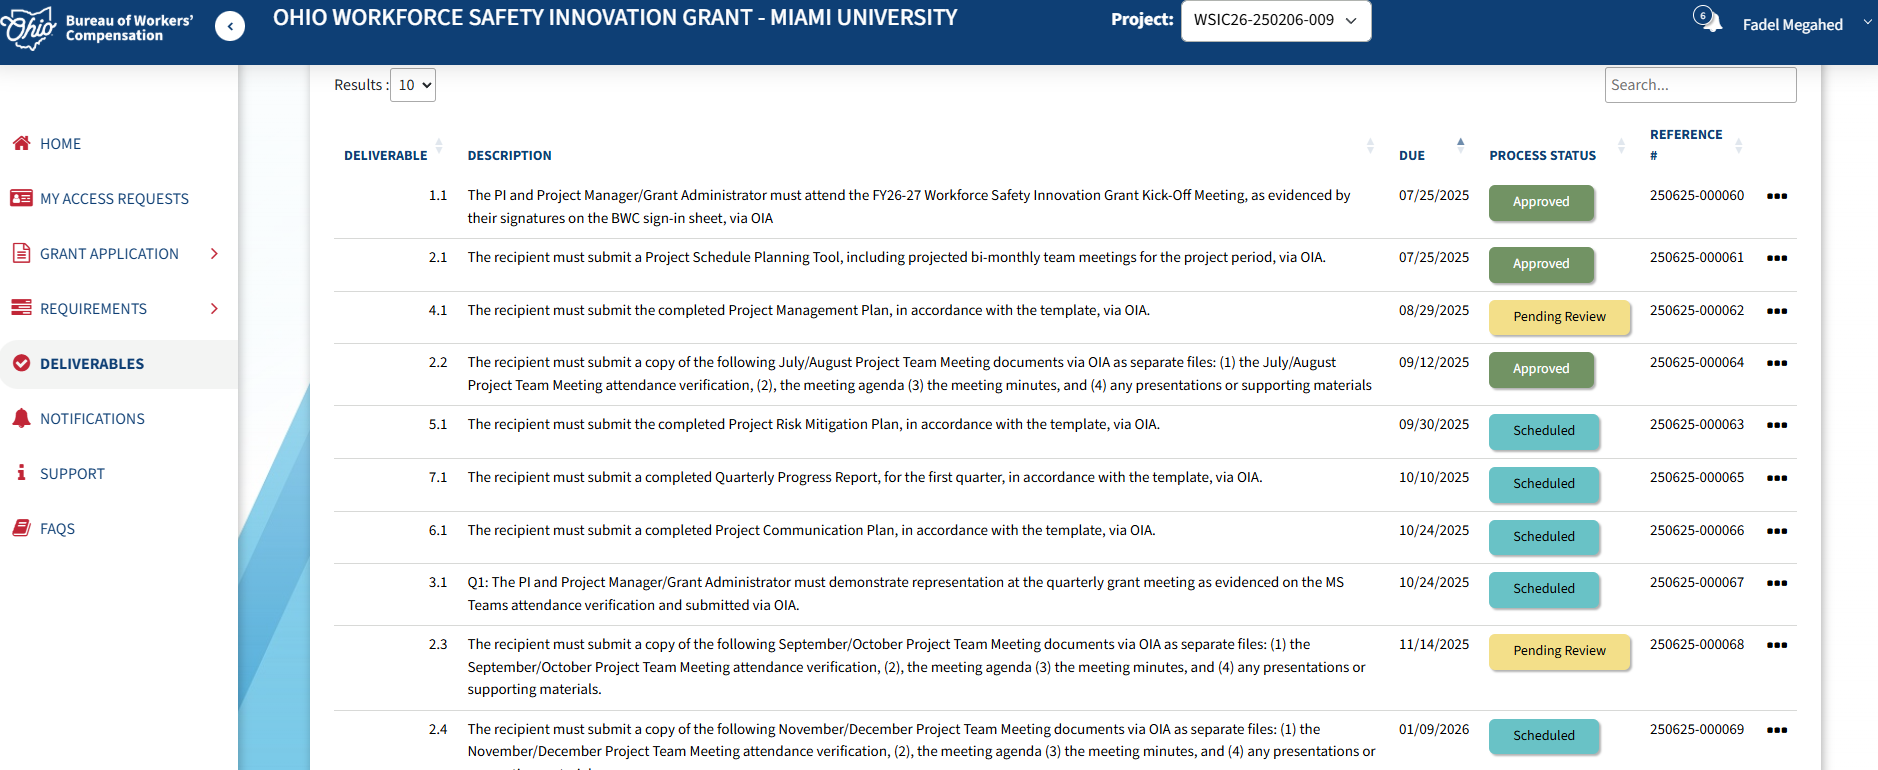 Ohio
Bureau of Workers'
Compensation
OHIO WORKFORCE SAFETY INNOVATION GRANT - MIAMI UNIVERSITY
Project:
WSIC26-250206-009
6
Fadel Megahed
HOME
MY ACCESS REQUESTS
GRANT APPLICATION
REQUIREMENTS
DELIVERABLES
NOTIFICATIONS
SUPPORT
FAQS
Results : 10
Search...
DELIVERABLE DESCRIPTION DUE PROCESS STATUS REFERENCE
#
1.1 The PI and Project Manager/Grant Administrator must attend the FY26-27 Workforce Safety Innovation Grant Kick-Off Meeting, as evidenced by 07/25/2025 Approved 250625-000060
their signatures on the BWC sign-in sheet, via OIA
2.1 The recipient must submit a Project Schedule Planning Tool, including projected bi-monthly team meetings for the project period, via OIA. 07/25/2025 Approved 250625-000061
4.1 The recipient must submit the completed Project Management Plan, in accordance with the template, via OIA. 08/29/2025 Pending Review 250625-000062
2.2 The recipient must submit a copy of the following July/August Project Team Meeting documents via OIA as separate files: (1) the July/August 09/12/2025 Approved 250625-000064
Project Team Meeting attendance verification, (2), the meeting agenda (3) the meeting minutes, and (4) any presentations or supporting materials
5.1 The recipient must submit the completed Project Risk Mitigation Plan, in accordance with the template, via OIA. 09/30/2025 Scheduled 250625-000063
7.1 The recipient must submit a completed Quarterly Progress Report, for the first quarter, in accordance with the template, via OIA. 10/10/2025 Scheduled 250625-000065
6.1 The recipient must submit a completed Project Communication Plan, in accordance with the template, via OIA. 10/24/2025 Scheduled 250625-000066
3.1 Q1: The PI and Project Manager/Grant Administrator must demonstrate representation at the quarterly grant meeting as evidenced on the MS 10/24/2025 Scheduled 250625-000067
Teams attendance verification and submitted via OIA.
2.3 The recipient must submit a copy of the following September/October Project Team Meeting documents via OIA as separate files: (1) the 11/14/2025 Pending Review 250625-000068
September/October Project Team Meeting attendance verification, (2), the meeting agenda (3) the meeting minutes, and (4) any presentations or
supporting materials.
2.4 The recipient must submit a copy of the following November/December Project Team Meeting documents via OIA as separate files: (1) the 01/09/2026 Scheduled 250625-000069
November/December Project Team Meeting attendance verification, (2), the meeting agenda (3) the meeting minutes, and (4) any presentations or